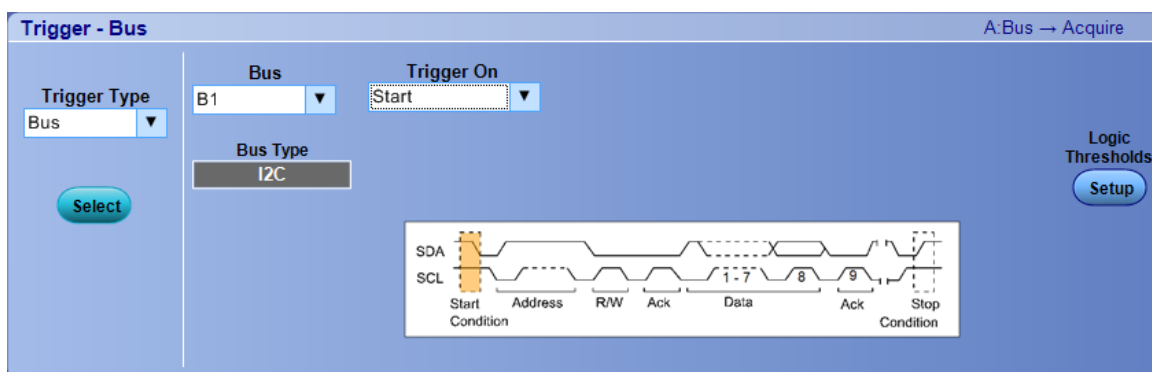 Trigger - Bus
A:Bus → Acquire
Trigger Type
Bus
Select
Bus
B1
Trigger On
Start
Bus Type
I2C
Logic
Thresholds
Setup
SDA
SCL
1 - 7
8
9
Start
Condition
Address
R/W
Ack
Data
Ack
Stop
Condition